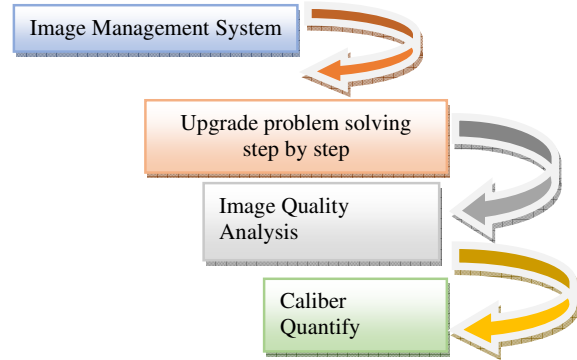 Image Management System
Upgrade problem solving
step by step
Image Quality
Analysis
Caliber
Quantify